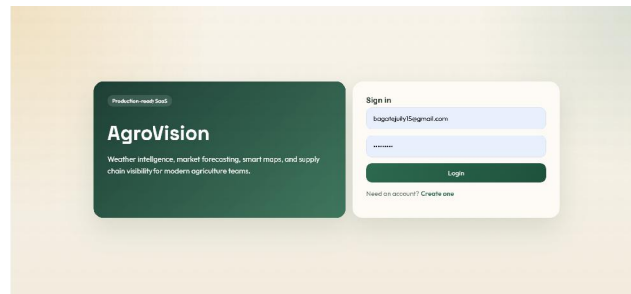 Production-ready SaaS
AgroVision
Weather intelligence, market forecasting, smart maps, and supply
chain visibility for modern agriculture teams.
Sign in
bagatejuily15@gmail.com
•••••••••
Login
Need an account? Create one